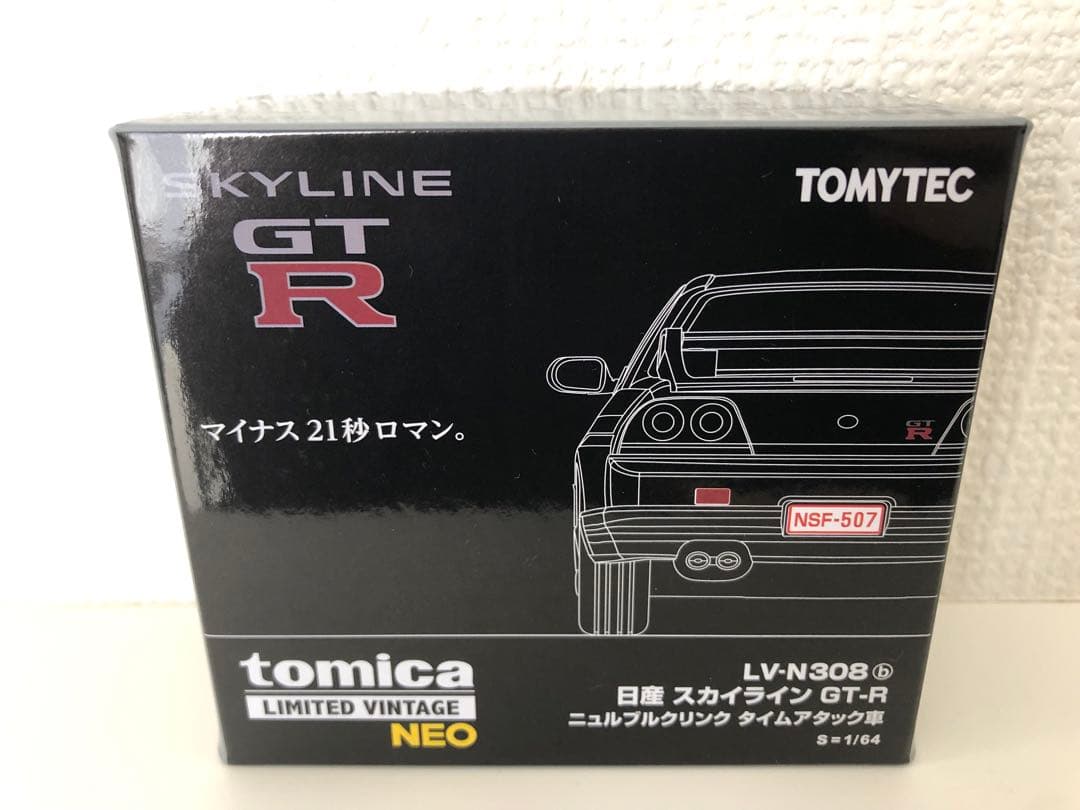 SKYLINE
GT
R
TOMYTEC
マイナス21秒ロマン。
GT
R
NSF-507
tomica
LIMITED VINTAGE
NEO
LV-N308 ⓑ
日産 スカイライン GT-R
ニュルブルクリンク タイムアタック車
S=1/64